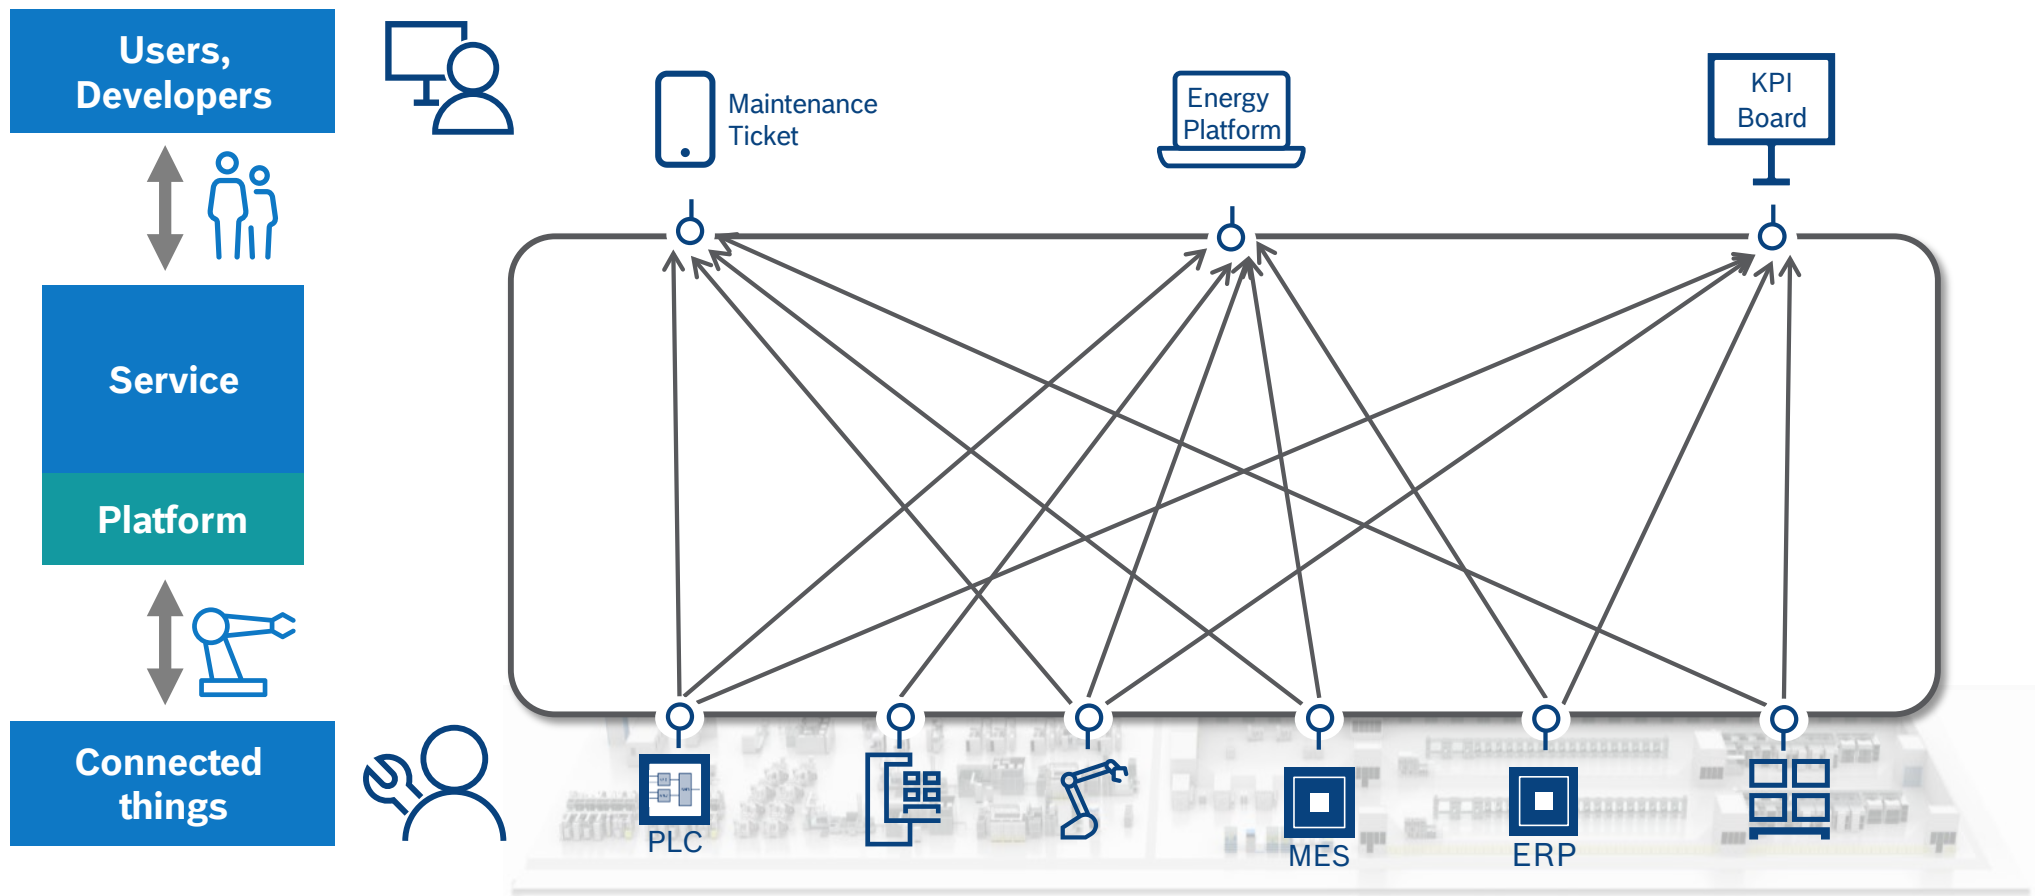 Users,
Developers
Maintenance
Ticket
Energy
Platform
KPI
Board
Service
Platform
Connected
things
PLC
MES
ERP